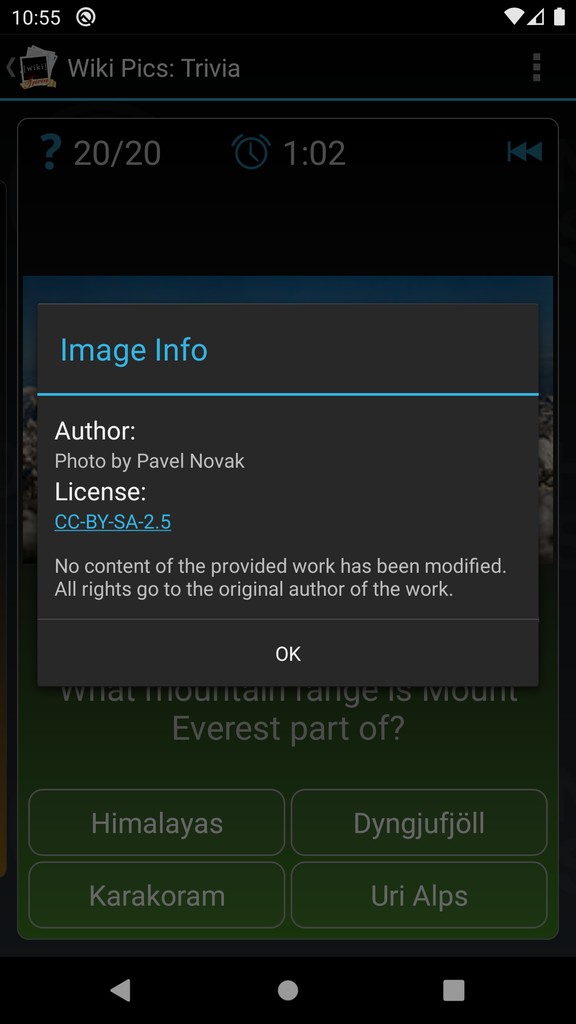 10:55
Wiki Pics: Trivia
20/20
1:02
Image Info
Author:
Photo by Pavel Novak
License:
CC-BY-SA-2.5
No content of the provided work has been modified.
All rights go to the original author of the work.
OK
What mountain range is Mount
Everest part of?
Himalayas
Dyngjufjöll
Karakoram
Uri Alps